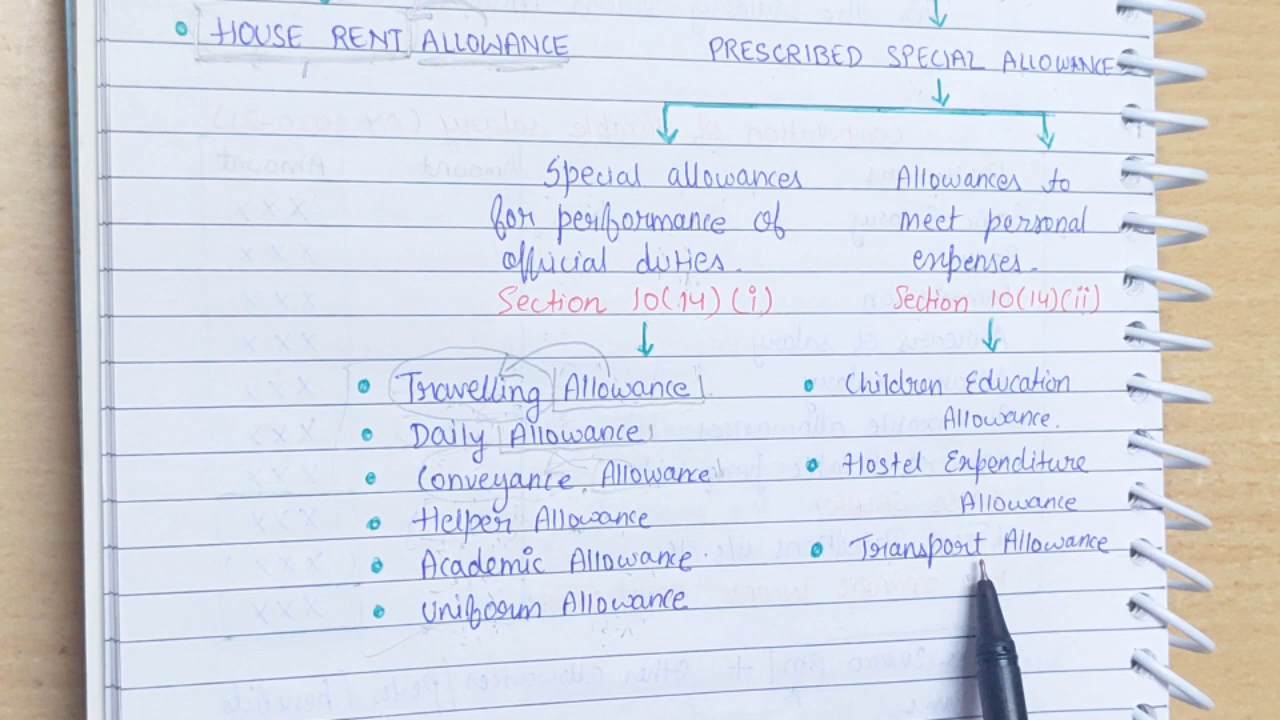 • HOUSE RENT ALLOWANCE
PRESCRIBED SPECIAL ALLOWANCE
Special allowances
for performance of
official duties.
Section 10(14)(i)
• Travelling Allowance
• Daily Allowance
• Conveyance Allowance
• Helper Allowance
• Academic Allowance.
• Uniform Allowance
Allowances to
meet personal
expenses.
Section 10(14)(ii)
• Children Education
Allowance.
• Hostel Expenditure
Allowance
• Transport Allowance